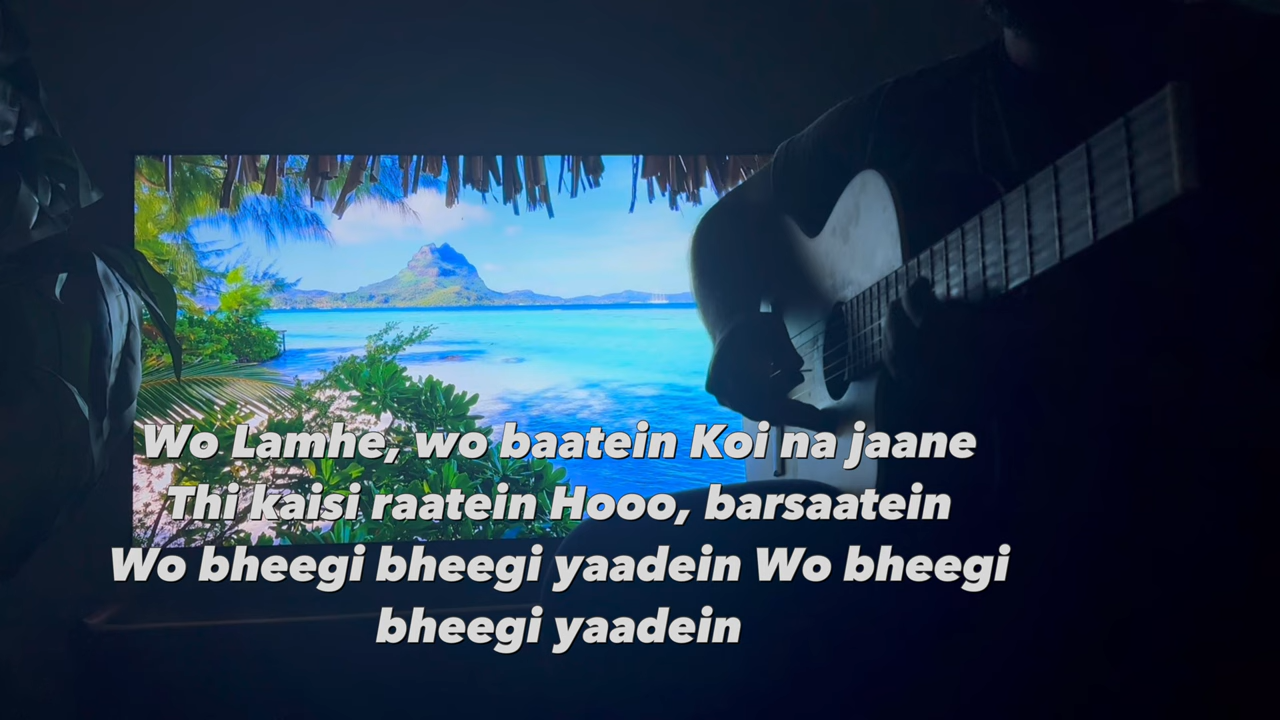 Wo Lamhe, wo baatein Koi na jaane
Thi kaisi raatein Hooo, barsaatein
Wo bheegi bheegi yaadein Wo bheegi
bheegi yaadein